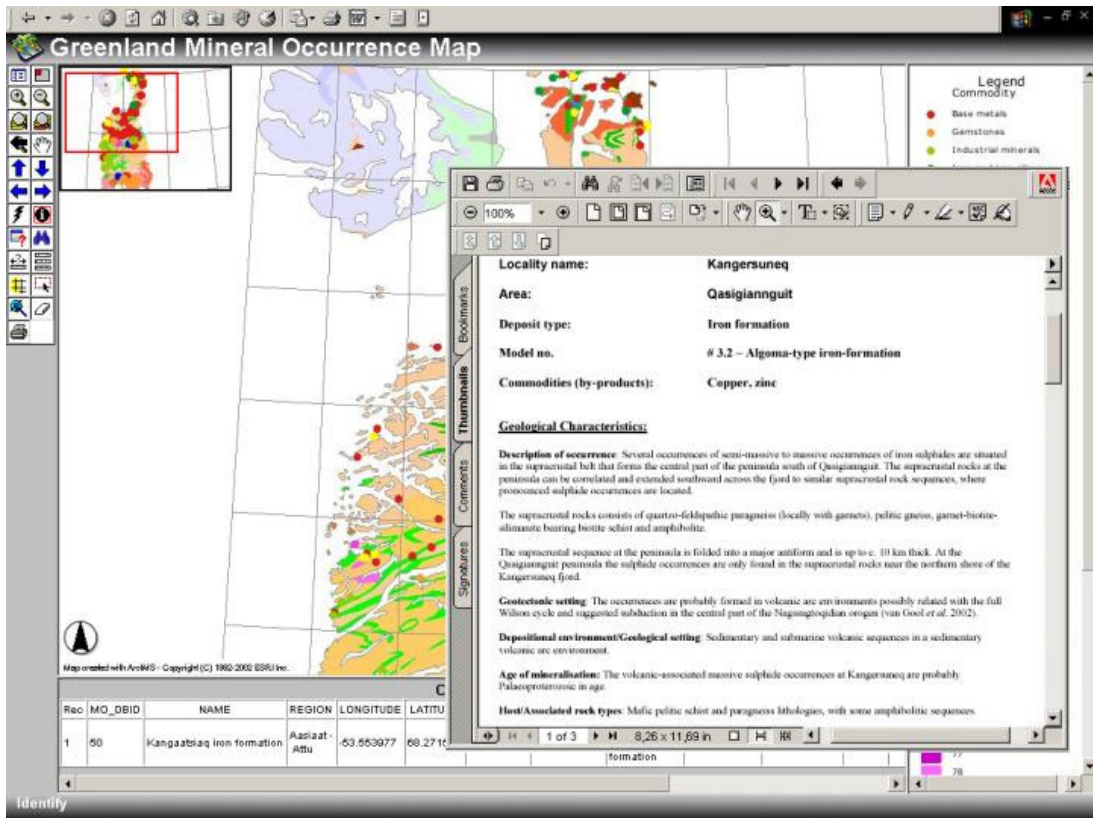 Greenland Mineral Occurrence Map
Legend
Commodity
Base metals
Gemstones
Industrial minerals
100%
Bookmarks
Thumbnails
Comments
Signatures
Locality name: Kangersuneq
Area: Qasigiannguit
Deposit type: Iron formation
Model no. # 3.2 – Algoma-type iron-formation
Commodities (by-products): Copper, zinc
Geological Characteristics:
Description of occurrence: Several occurrences of semi-massive to massive occurrence of iron sulphides are situated
in the supracrustal belt that forms the central part of the peninsula south of Qasigiannguit. The supracrustal rocks at the
peninsula can be correlated and extended southward across the fjord to similar supracrustal rock sequences, where
pronounced sulphide occurrences are located.
The supracrustal rocks consists of quartzo-feldspathic paragneiss (locally with garnets), pelitic gneiss, garnet-biotite-
silimanite bearing biotite schist and amphibolite.
The supracrustal sequence at the peninsula is folded into a major antiform and is up to c. 10 km thick. At the
Qasigiannguit peninsula the sulphide occurrences are only found in the supracrustal rocks near the northern shore of the
Kangersuneq fjord.
Geotectonic setting: The occurrences are probably formed in volcanic arc environments possibly related with the full
Wilson cycle and suggested subduction in the central part of the Nagssugtoqidian orogen (van Gool et al. 2002).
Depositional environment/Geological setting: Sedimentary and submarine volcanic sequences in a sedimentary
volcanic arc environment.
Age of mineralisation: The volcanic-associated massive sulphide occurrences at Kangersuneq are probably
Palaeoproterozoic in age.
Host/Associated rock types: Mafic pelitic schist and paragneiss lithologies, with some amphibolitic sequences
1 of 3 8,26 x 11,69 in
Map created with ArcIMS - Copyright (C) 1992-2002 ESRI Inc.
Rec MO_DBID NAME REGION LONGITUDE LATITU
1 50 Kangaatsiaq iron formation Aasiaat - Attu -53.553977 68.2715
formation
77
78
Identify